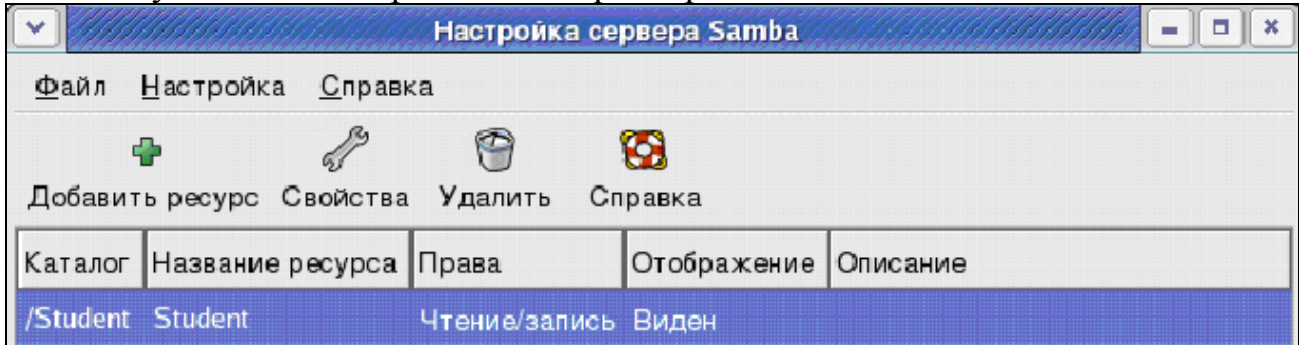 Настройка сервера Samba
Файл Настройка Справка
Добавить ресурс Свойства Удалить Справка
Каталог Название ресурса Права Отображение Описание
/Student Student Чтение/запись Виден